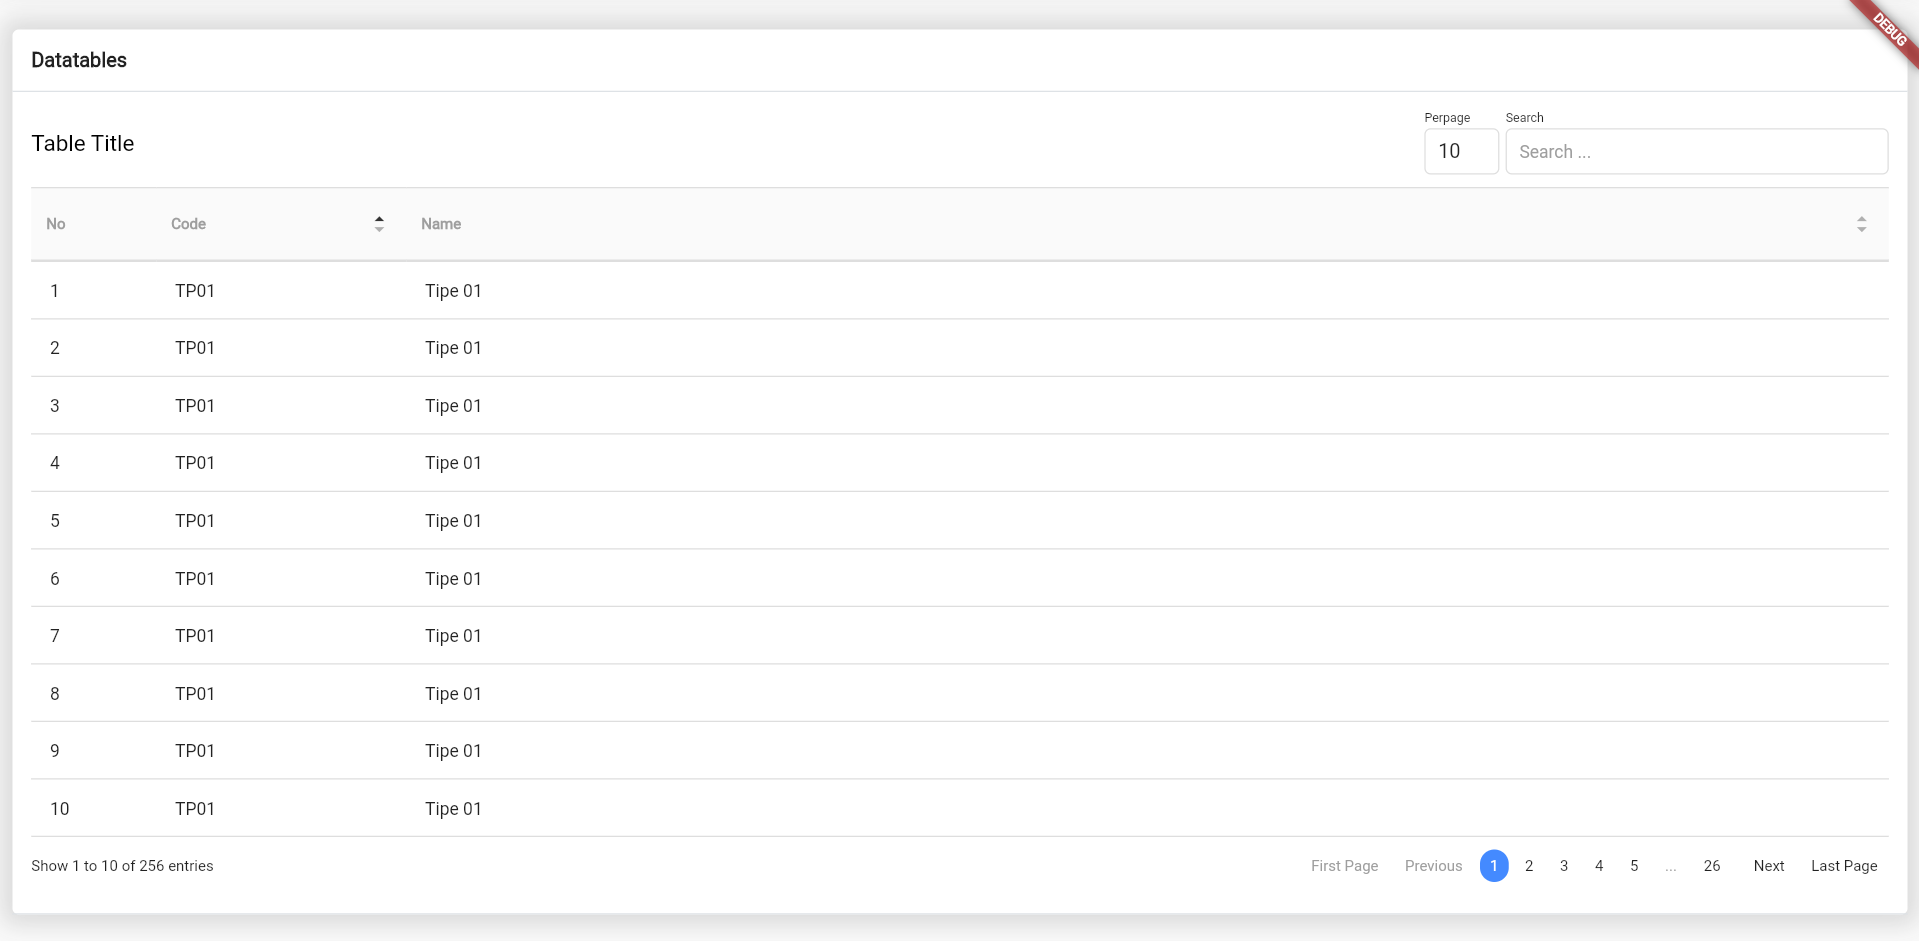 DEBUG
Datatables
Table Title
Perpage Search
10 Search ...
No Code Name
1 TP01 Tipe 01
2 TP01 Tipe 01
3 TP01 Tipe 01
4 TP01 Tipe 01
5 TP01 Tipe 01
6 TP01 Tipe 01
7 TP01 Tipe 01
8 TP01 Tipe 01
9 TP01 Tipe 01
10 TP01 Tipe 01
Show 1 to 10 of 256 entries First Page Previous 1 2 3 4 5 ... 26 Next Last Page